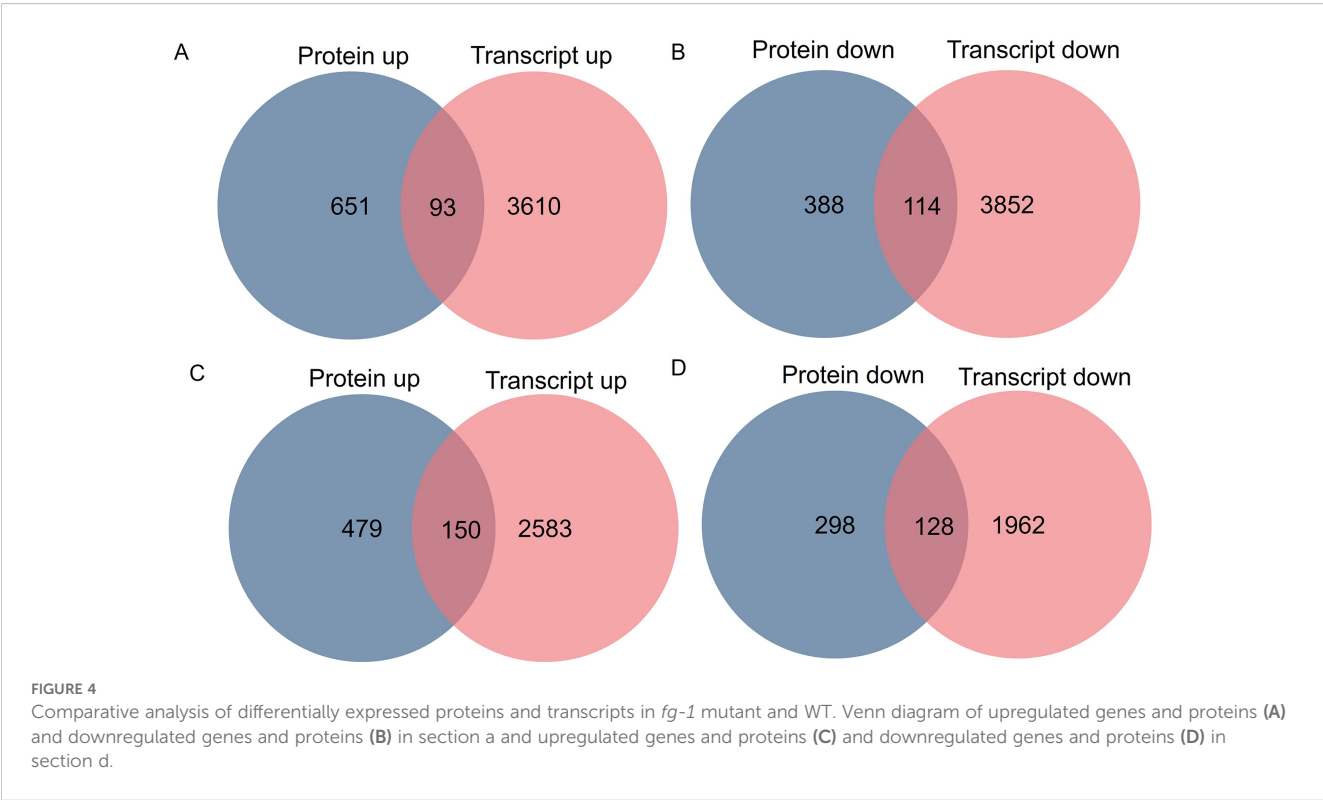 A
Protein up
Transcript up
651
93
3610
B
Protein down
Transcript down
388
114
3852
C
Protein up
Transcript up
479
150
2583
D
Protein down
Transcript down
298
128
1962
FIGURE 4
Comparative analysis of differentially expressed proteins and transcripts in fg-1 mutant and WT. Venn diagram of upregulated genes and proteins (A)
and downregulated genes and proteins (B) in section a and upregulated genes and proteins (C) and downregulated genes and proteins (D) in
section d.